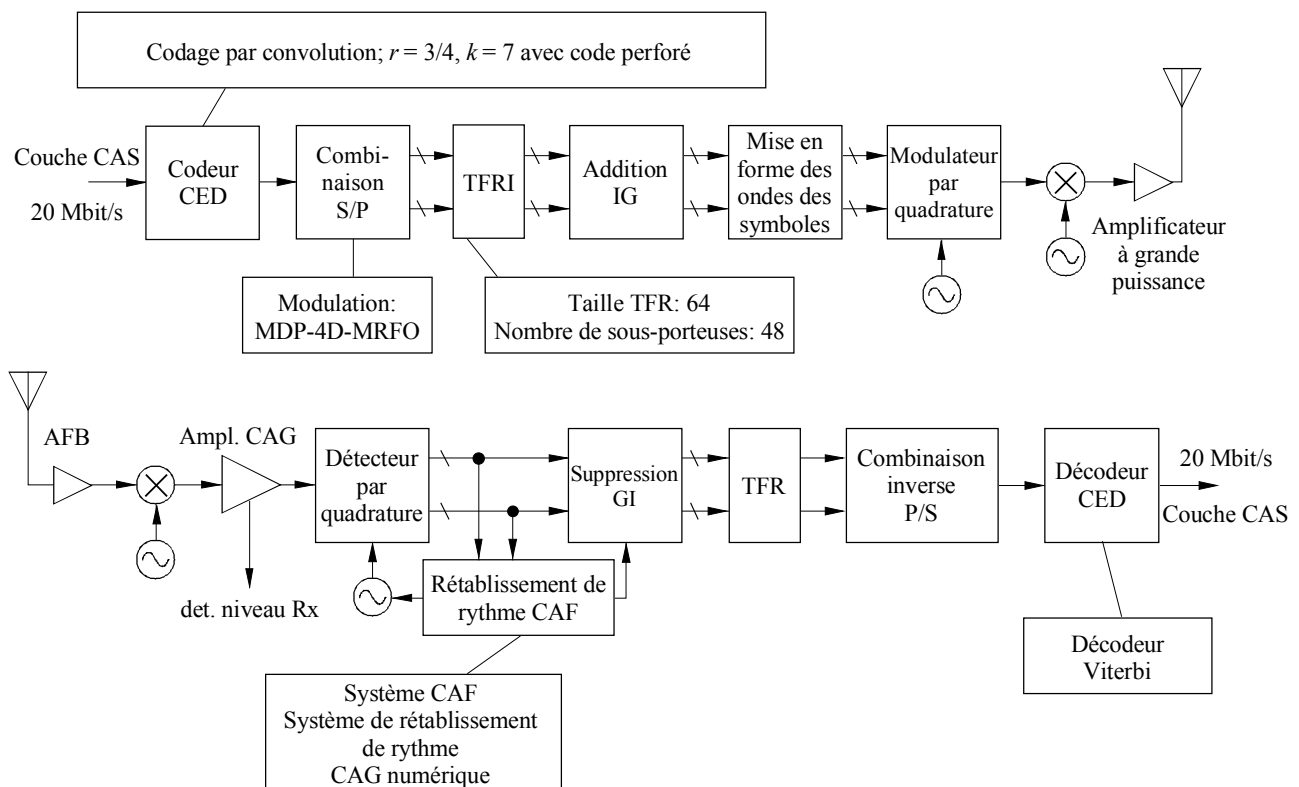 Codage par convolution; r = 3/4, k = 7 avec code perforé
Couche CAS
20 Mbit/s
Codeur
CED
Combi-
naison
S/P
TFRI
Addition
IG
Mise en
forme des
ondes des
symboles
Modulateur
par
quadrature
Amplificateur
à grande
puissance
Modulation:
MDP-4D-MRFO
Taille TFR: 64
Nombre de sous-porteuses: 48
AFB
Ampl. CAG
Détecteur
par
quadrature
Suppression
GI
TFR
Combinaison
inverse
P/S
Décodeur
CED
20 Mbit/s
Couche CAS
det. niveau Rx
Rétablissement de
rythme CAF
Décodeur
Viterbi
Système CAF
Système de rétablissement
de rythme
CAG numérique